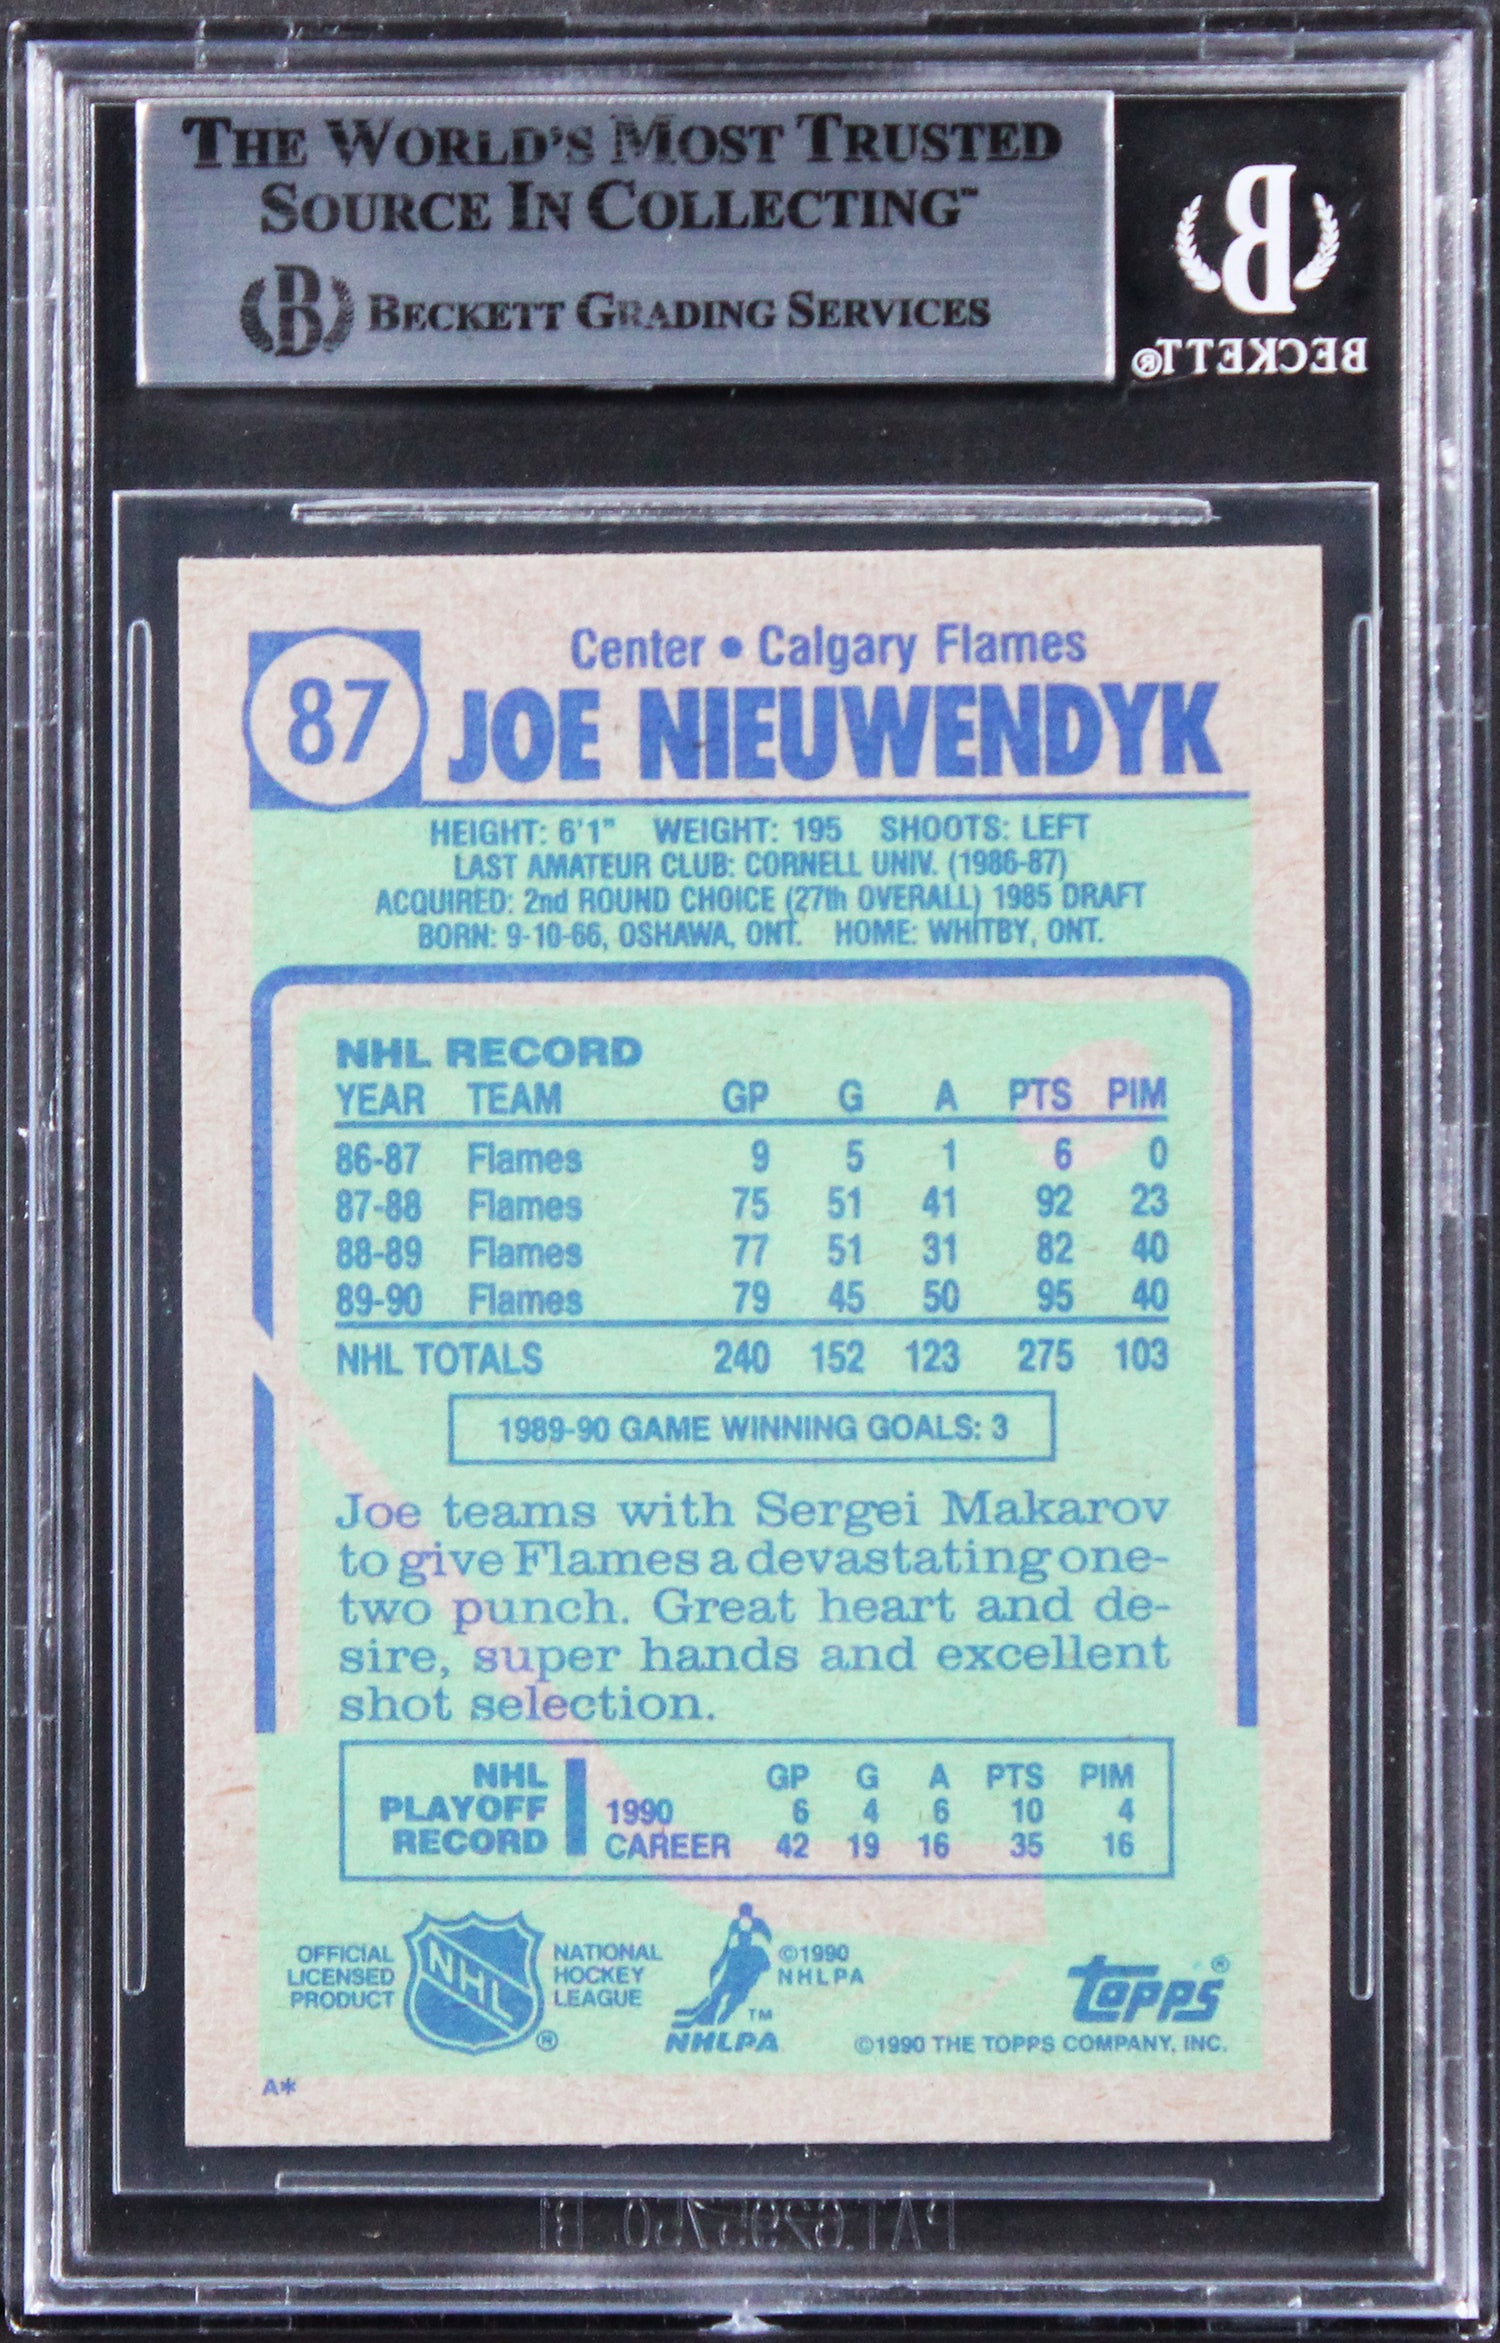 THE WORLD'S MOST TRUSTED
SOURCE IN COLLECTING™
B BECKETT GRADING SERVICES
B
BECKETT®
87
Center • Calgary Flames
JOE NIEUWENDYK
HEIGHT: 6'1" WEIGHT: 195 SHOOTS: LEFT
LAST AMATEUR CLUB: CORNELL UNIV. (1986-87)
ACQUIRED: 2nd ROUND CHOICE (27th OVERALL) 1985 DRAFT
BORN: 9-10-66, OSHAWA, ONT. HOME: WHITBY, ONT.
NHL RECORD
YEAR TEAM GP G A PTS PIM
86-87 Flames 9 5 1 6 0
87-88 Flames 75 51 41 92 23
88-89 Flames 77 51 31 82 40
89-90 Flames 79 45 50 95 40
NHL TOTALS 240 152 123 275 103
1989-90 GAME WINNING GOALS: 3
Joe teams with Sergei Makarov
to give Flames a devastating one-
two punch. Great heart and de-
sire, super hands and excellent
shot selection.
NHL PLAYOFF RECORD
GP G A PTS PIM
1990 6 4 6 10 4
CAREER 42 19 16 35 16
OFFICIAL
LICENSED
PRODUCT
NHL
®
NATIONAL
HOCKEY
LEAGUE
™
NHLPA
©1990
NHLPA
topps®
©1990 THE TOPPS COMPANY, INC.
A*